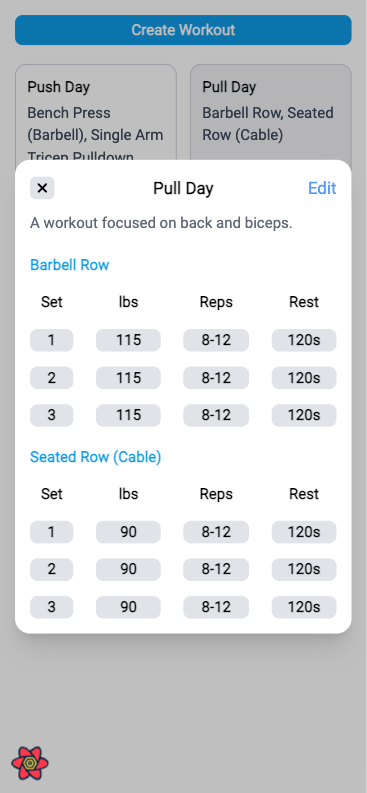 Create Workout
Push Day
Bench Press
(Barbell), Single Arm
Tricep Pulldown
Pull Day
Barbell Row, Seated
Row (Cable)
Pull Day
Edit
A workout focused on back and biceps.
Barbell Row
Set lbs Reps Rest
1 115 8-12 120s
2 115 8-12 120s
3 115 8-12 120s
Seated Row (Cable)
Set lbs Reps Rest
1 90 8-12 120s
2 90 8-12 120s
3 90 8-12 120s